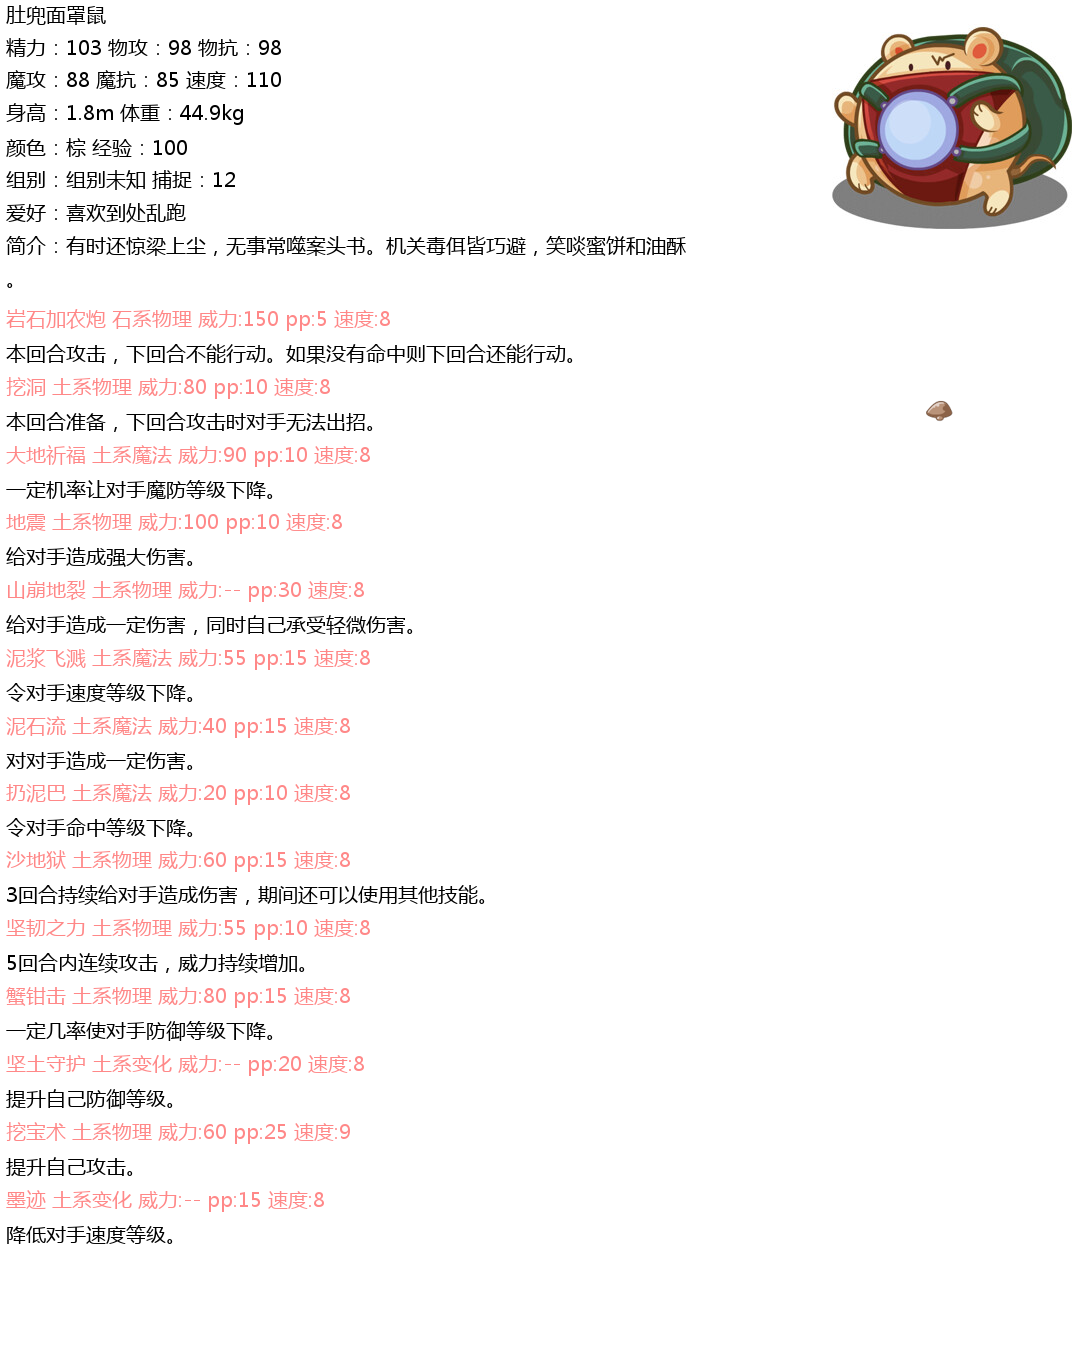 肚兜面罩鼠
精力：103 物攻：98 物抗：98
魔攻：88 魔抗：85 速度：110
身高：1.8m 体重：44.9kg
颜色：棕 经验：100
组别：组别未知 捕捉：12
爱好：喜欢到处乱跑
简介：有时还惊梁上尘，无事常噬案头书。机关毒佴皆巧避，笑啖蜜饼和油酥
。
岩石加农炮 石系物理 威力:150 pp:5 速度:8
本回合攻击，下回合不能行动。如果没有命中则下回合还能行动。
挖洞 土系物理 威力:80 pp:10 速度:8
本回合准备，下回合攻击时对手无法出招。
大地祈福 土系魔法 威力:90 pp:10 速度:8
一定机率让对手魔防等级下降。
地震 土系物理 威力:100 pp:10 速度:8
给对手造成强大伤害。
山崩地裂 土系物理 威力:-- pp:30 速度:8
给对手造成一定伤害，同时自己承受轻微伤害。
泥浆飞溅 土系魔法 威力:55 pp:15 速度:8
令对手速度等级下降。
泥石流 土系魔法 威力:40 pp:15 速度:8
对对手造成一定伤害。
扔泥巴 土系魔法 威力:20 pp:10 速度:8
令对手命中等级下降。
沙地狱 土系物理 威力:60 pp:15 速度:8
3回合持续给对手造成伤害，期间还可以使用其他技能。
坚韧之力 土系物理 威力:55 pp:10 速度:8
5回合内连续攻击，威力持续增加。
蟹钳击 土系物理 威力:80 pp:15 速度:8
一定几率使对手防御等级下降。
坚土守护 土系变化 威力:-- pp:20 速度:8
提升自己防御等级。
挖宝术 土系物理 威力:60 pp:25 速度:9
提升自己攻击。
墨迹 土系变化 威力:-- pp:15 速度:8
降低对手速度等级。